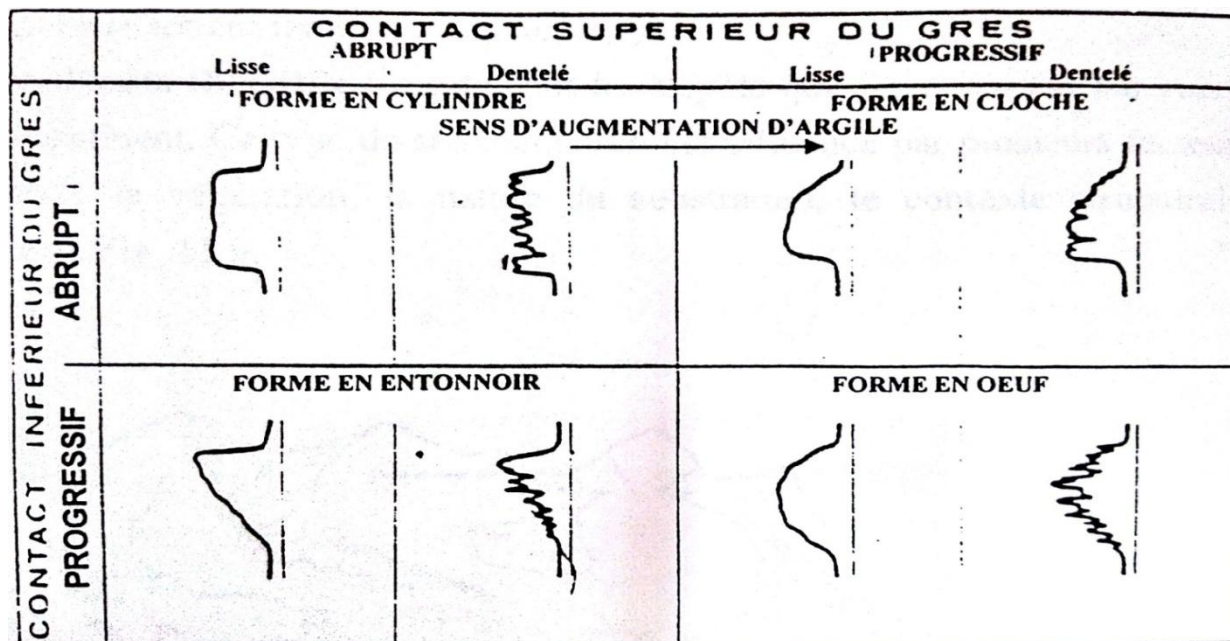 CONTACT SUPERIEUR DU GRES
ABRUPT
PROGRESSIF
Lisse
Dentelé
Lisse
Dentelé
CONTACT INFERIEUR DU GRES
ABRUPT
FORME EN CYLINDRE
FORME EN CLOCHE
SENS D'AUGMENTATION D'ARGILE
PROGRESSIF
FORME EN ENTONNOIR
FORME EN OEUF